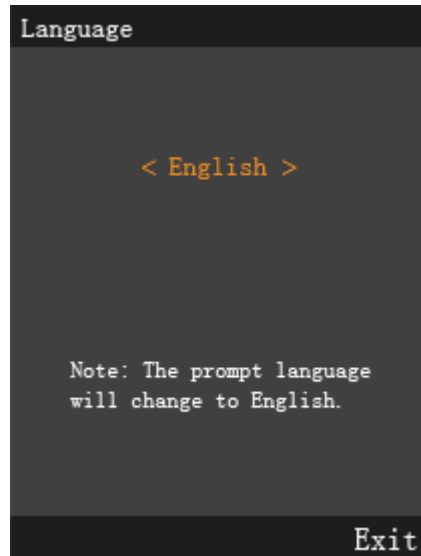 Language
< English >
Note: The prompt language
will change to English.
Exit